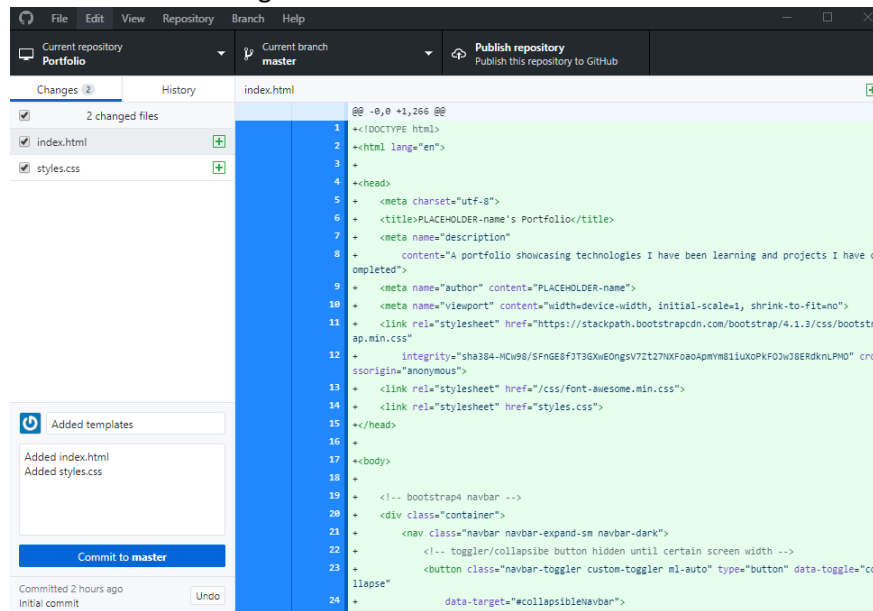 File Edit View Repository Branch Help
Current repository
Portfolio
Current branch
master
Publish repository
Publish this repository to GitHub
Changes 2 History
index.html
2 changed files
index.html
styles.css
@@ -0,0 +1,266 @@
1 +<!DOCTYPE html>
2 +<html lang="en">
3 +
4 +<head>
5 + <meta charset="utf-8">
6 + <title>PLACEHOLDER-name's Portfolio</title>
7 + <meta name="description"
8 + content="A portfolio showcasing technologies I have been learning and projects I have c
ompleted">
9 + <meta name="author" content="PLACEHOLDER-name">
10 + <meta name="viewport" content="width=device-width, initial-scale=1, shrink-to-fit=no">
11 + <link rel="stylesheet" href="https://stackpath.bootstrapcdn.com/bootstrap/4.1.3/css/bootstr
ap.min.css"
12 + integrity="sha384-MCw98/SFnGE8fJT3GXwEOngsV7Zt27NXFoaoApmYm81iuXoPkFOJwJ8ERdknLPMO" cro
ssorigin="anonymous">
13 + <link rel="stylesheet" href="/css/font-awesome.min.css">
14 + <link rel="stylesheet" href="styles.css">
15 +</head>
16 +
17 +<body>
18 +
19 + <!-- bootstrap4 navbar -->
20 + <div class="container">
21 + <nav class="navbar navbar-expand-sm navbar-dark">
22 + <!-- toggler/collapsibe button hidden until certain screen width -->
23 + <button class="navbar-toggler custom-toggler ml-auto" type="button" data-toggle="co
llapse"
24 + data-target="#collapsibleNavbar">
Added templates
Added index.html
Added styles.css
Commit to master
Committed 2 hours ago
Initial commit
Undo